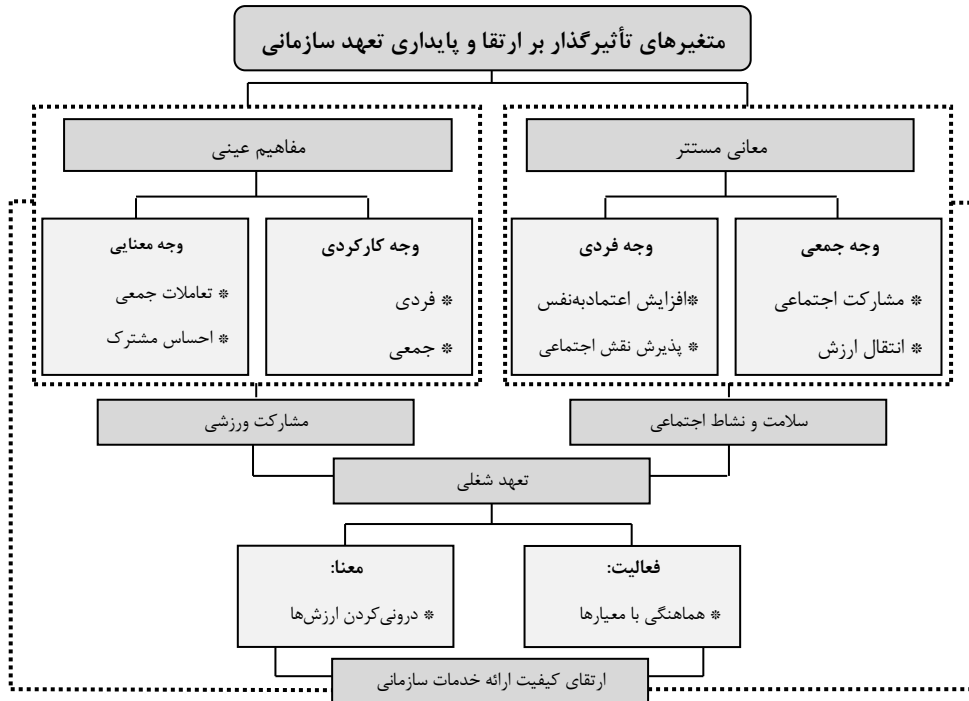 متغیرهای تأثیرگذار بر ارتقا و پایداری تعهد سازمانی
معانی مستتر
مفاهیم عینی
وجه جمعی
* مشارکت اجتماعی
* انتقال ارزش
وجه فردی
*افزایش اعتمادبه‌نفس
* پذیرش نقش اجتماعی
وجه کارکردی
* فردی
* جمعی
وجه معنایی
* تعاملات جمعی
* احساس مشترک
سلامت و نشاط اجتماعی
مشارکت ورزشی
تعهد شغلی
فعالیت:
* هماهنگی با معیارها
معنا:
* درونی‌کردن ارزش‌ها
ارتقای کیفیت ارائه خدمات سازمانی